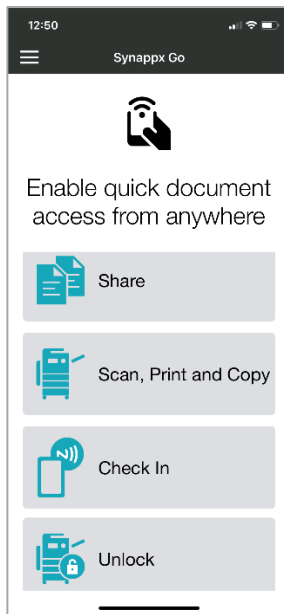 12:50
Synappx Go
Enable quick document
access from anywhere
Share
Scan, Print and Copy
Check In
Unlock